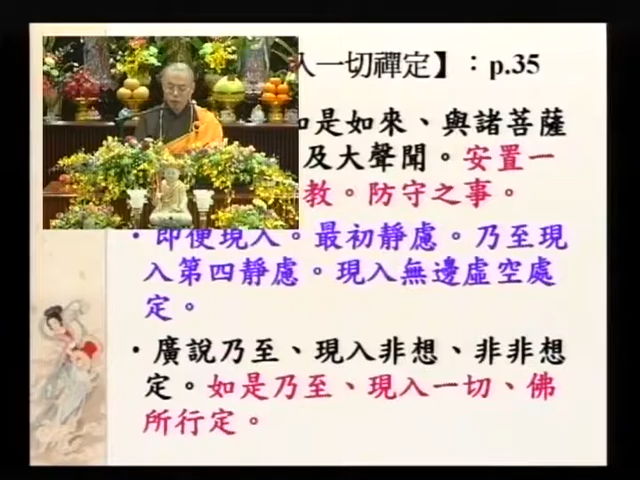 入一切禪定】：p.35
是如來、與諸菩薩
及大聲聞。安置一
教。防守之事。
・即便現入。最初靜慮。乃至現
入第四靜慮。現入無邊虛空處
定。
・廣說乃至、現入非想、非非想
定。如是乃至、現入一切、佛
所行定。